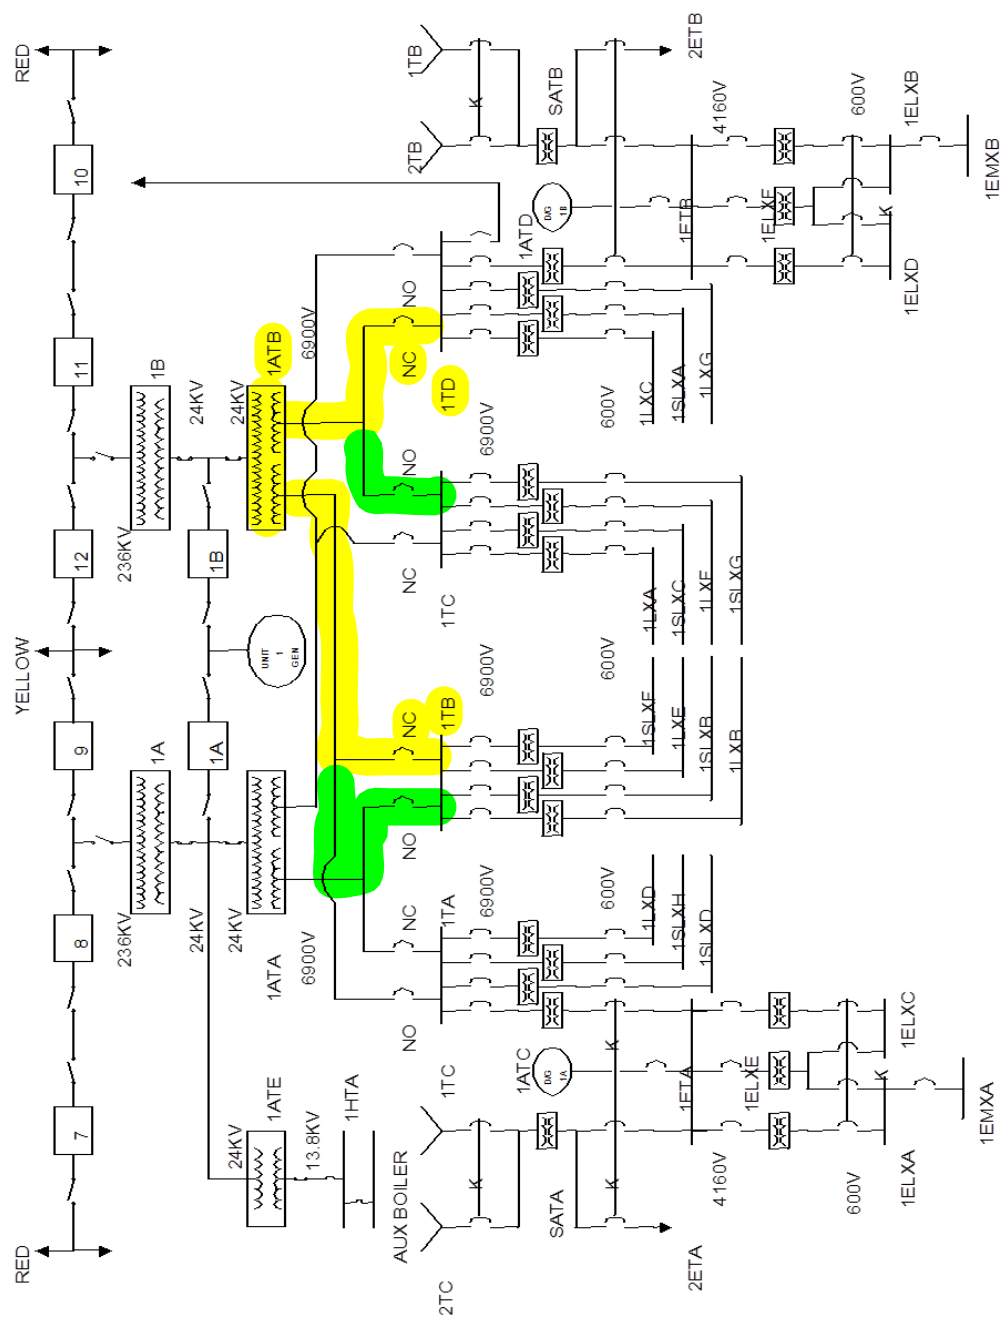 RED
YELLOW
RED
7
8
9
12
11
10
236KV
236KV
1A
1B
24KV
24KV
1A
1B
24KV
24KV
24KV
1ATE
1ATA
UNIT
1
GEN
1ATB
13.8KV
6900V
6900V
1HTA
AUX BOILER
NO
NC
NO
NC
NC
NO
NC
NO
2TB
1TB
2TC
1TC
1TA
1TB
1TC
1TD
K
K
6900V
6900V
6900V
1ATC
1ATD
D/G
1A
D/G
1B
SATA
SATB
600V
600V
600V
K
K
1LXD
1SLXF
1LXA
1LXC
1SLXH
1LXE
1SLXC
1SLXA
1SLXD
1SLXB
1LXF
1LXG
1LXB
1SLXG
2ETA
1ETA
1ETB
2ETB
4160V
4160V
1ELXE
1ELXF
600V
600V
K
K
1ELXA
1ELXC
1ELXD
1ELXB
1EMXA
1EMXB